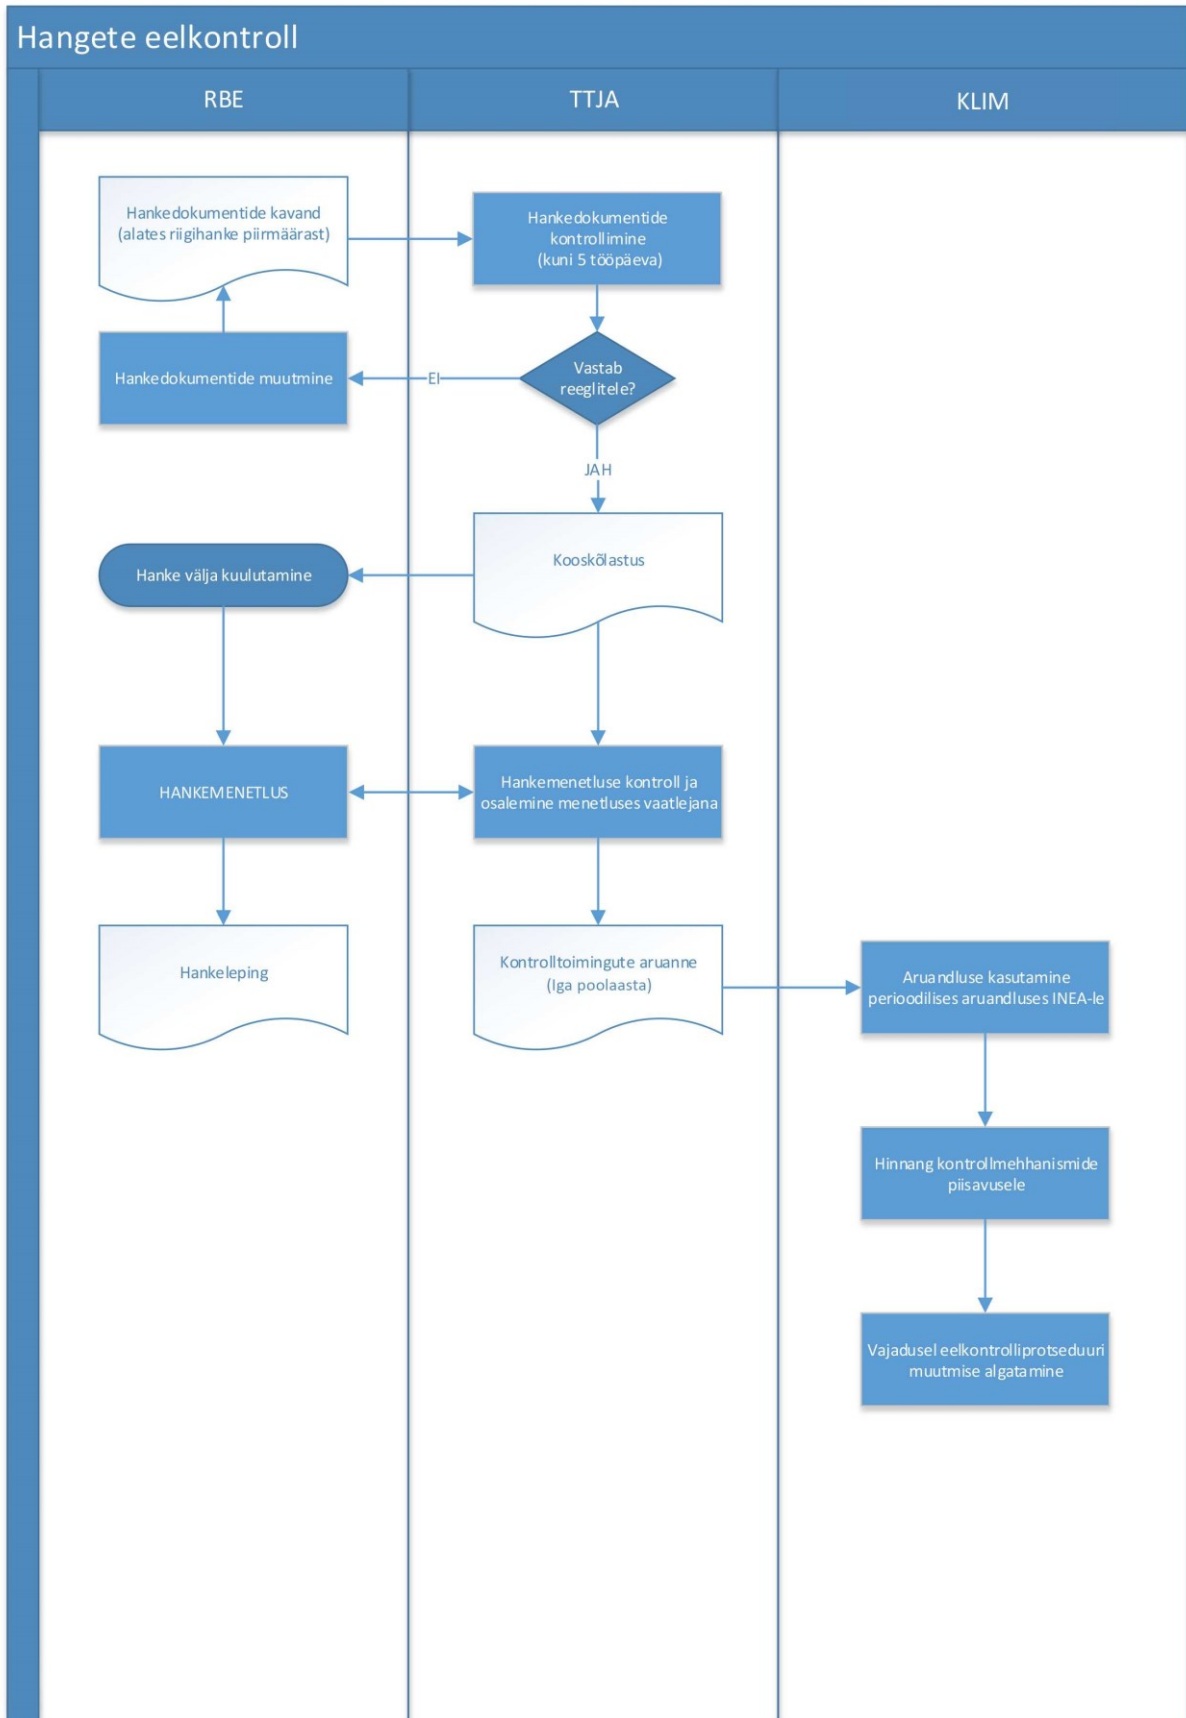 Hangete eelkontroll
RBE
TTJA
KLIM
Hankedokumentide kavand
(alates riigihanke piirmäärast)
Hankedokumentide
kontrollimine
(kuni 5 tööpäeva)
Hankedokumentide muutmine
EI
Vastab
reeglitele?
JAH
Hanke välja kuulutamine
Kooskõlastus
HANKEMENETLUS
Hankemenetluse kontroll ja
osalemine menetluses vaatlejana
Hankeleping
Kontrolltoimingute aruanne
(Iga poolaasta)
Aruandluse kasutamine
perioodilises aruandluses INEA-le
Hinnang kontrollmehhanismide
piisavusele
Vajadusel eelkontrolliprotseduuri
muutmise algatamine